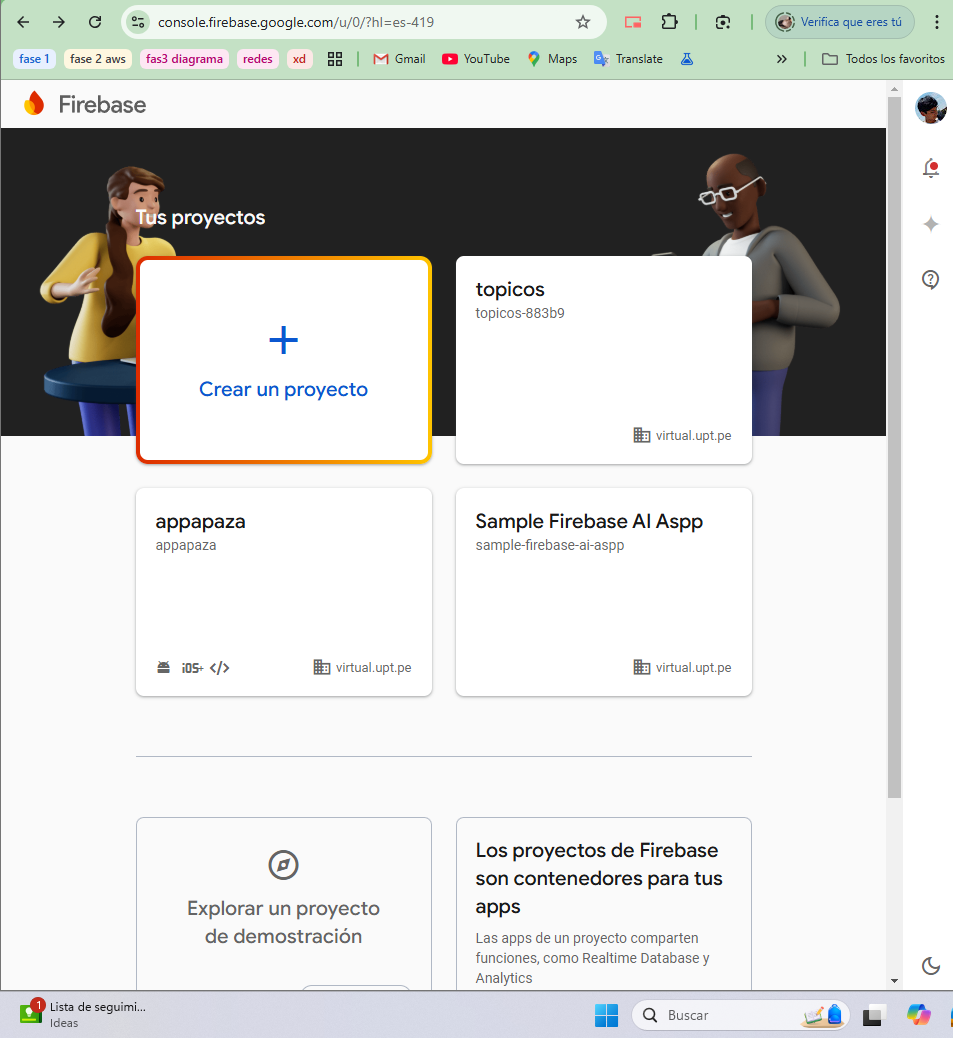 console.firebase.google.com/u/0/?hl=es-419
Verifica que eres tú
fase 1
fase 2 aws
fas3 diagrama
redes
xd
Gmail
YouTube
Maps
Translate
»
Todos los favoritos
Firebase
Tus proyectos
Crear un proyecto
topicos
topicos-883b9
virtual.upt.pe
appapaza
appapaza
iOS+
</>
virtual.upt.pe
Sample Firebase AI Aspp
sample-firebase-ai-aspp
virtual.upt.pe
Explorar un proyecto
de demostración
Los proyectos de Firebase
son contenedores para tus
apps
Las apps de un proyecto comparten
funciones, como Realtime Database y
Analytics
1
Lista de seguimi...
Ideas
Buscar